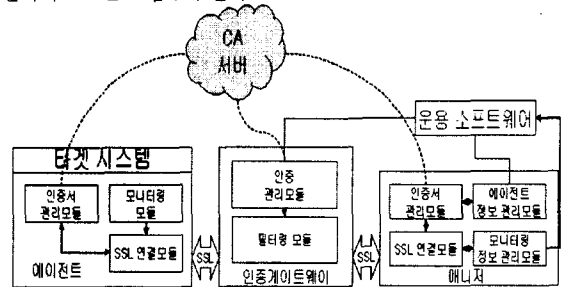 CA
서버
운용 소프트웨어
타겟 시스템
인증서
관리모듈
모니터링
모듈
SSL 연결모듈
에이전트
SSL
인증
관리모듈
필터링 모듈
인증게이트웨이
SSL
인증서
관리모듈
에이전트
정보 관리모듈
SSL 연결모듈
모니터링
정보 관리모듈
매니저